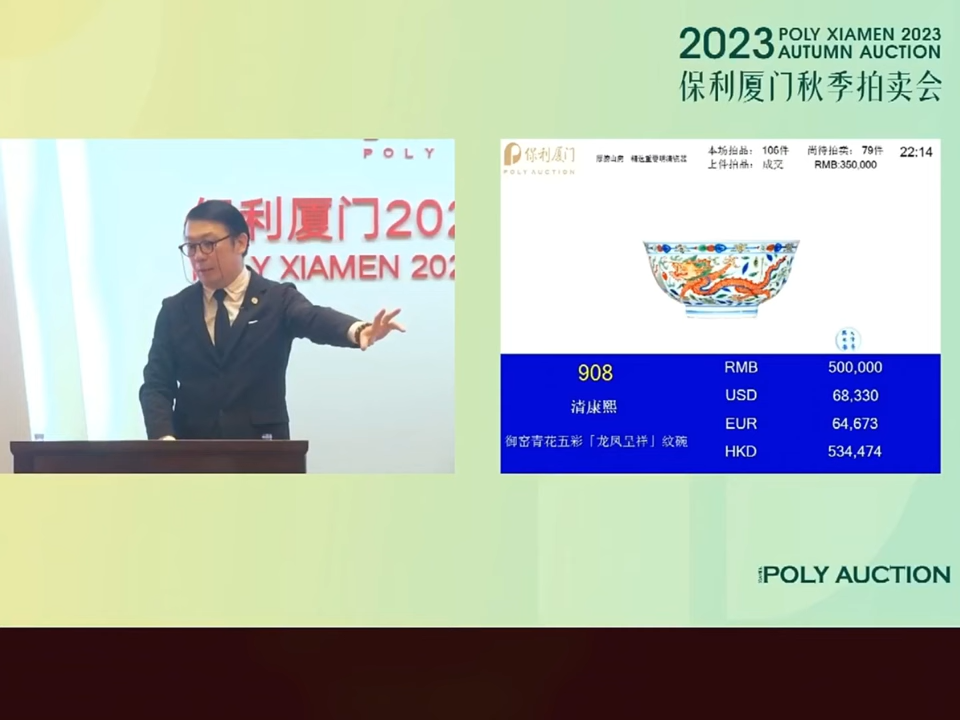 2023 POLY XIAMEN 2023
AUTUMN AUCTION
保利厦门秋季拍卖会
POLY
保利厦门202
POLY XIAMEN 202
保利厦门
POLY AUCTION
本场拍品: 106件
尚待拍卖: 79件
22:14
上件拍品: 成交
RMB:350,000
908
清康熙
御窑青花五彩「龙凤呈祥」纹碗
RMB 500,000
USD 68,330
EUR 64,673
HKD 534,474
POLY AUCTION